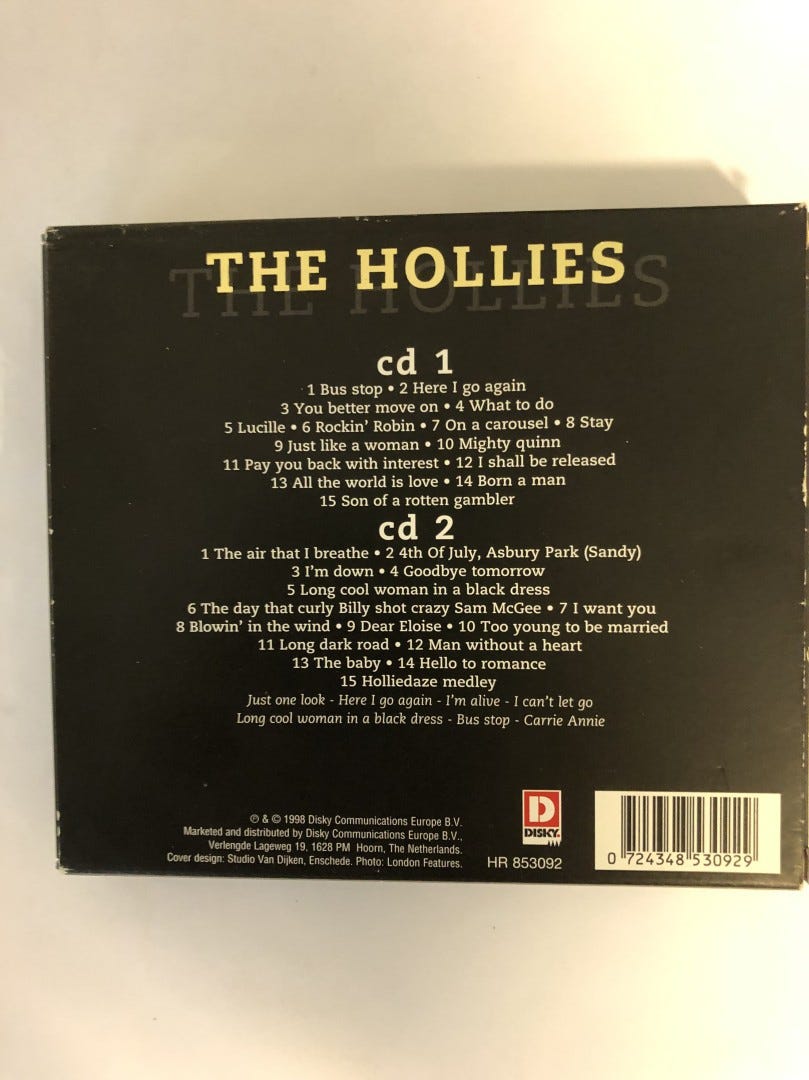 THE HOLLIES
cd 1
1 Bus stop • 2 Here I go again
3 You better move on • 4 What to do
5 Lucille • 6 Rockin' Robin • 7 On a carousel • 8 Stay
9 Just like a woman • 10 Mighty quinn
11 Pay you back with interest • 12 I shall be released
13 All the world is love • 14 Born a man
15 Son of a rotten gambler
cd 2
1 The air that I breathe • 2 4th Of July, Asbury Park (Sandy)
3 I'm down • 4 Goodbye tomorrow
5 Long cool woman in a black dress
6 The day that curly Billy shot crazy Sam McGee • 7 I want you
8 Blowin' in the wind • 9 Dear Eloise • 10 Too young to be married
11 Long dark road • 12 Man without a heart
13 The baby • 14 Hello to romance
15 Holliedaze medley
Just one look - Here I go again - I'm alive - I can't let go
Long cool woman in a black dress - Bus stop - Carrie Annie
℗ & © 1998 Disky Communications Europe B.V.
Marketed and distributed by Disky Communications Europe B.V.,
Verlengde Lageweg 19, 1628 PM Hoorn, The Netherlands.
Cover design: Studio Van Dijken, Enschede. Photo: London Features.
D
DISKY.
HR 853092
0 724348 530929